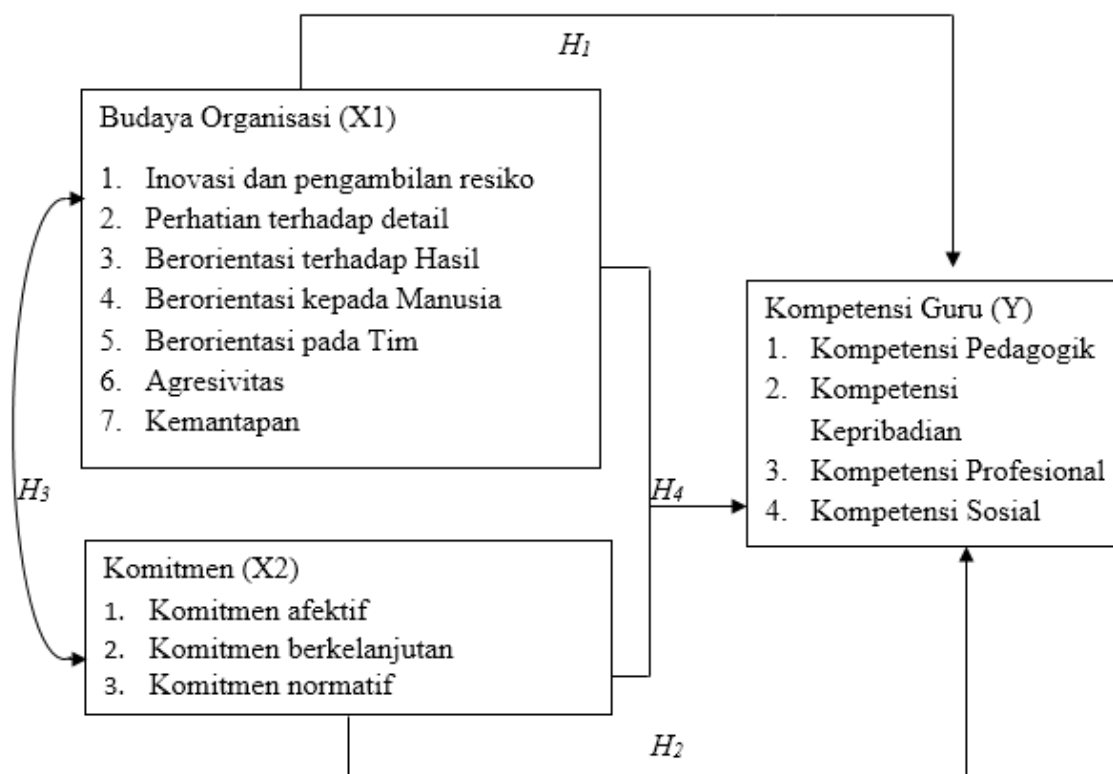 H1
Budaya Organisasi (X1)
1. Inovasi dan pengambilan resiko
2. Perhatian terhadap detail
3. Berorientasi terhadap Hasil
4. Berorientasi kepada Manusia
5. Berorientasi pada Tim
6. Agresivitas
7. Kemantapan
Kompetensi Guru (Y)
1. Kompetensi Pedagogik
2. Kompetensi
Kepribadian
3. Kompetensi Profesional
4. Kompetensi Sosial
H3
H4
Komitmen (X2)
1. Komitmen afektif
2. Komitmen berkelanjutan
3. Komitmen normatif
H2